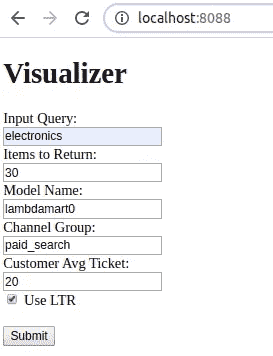 localhost:8088
Visualizer
Input Query:
electronics
Items to Return:
30
Model Name:
lambdamart0
Channel Group:
paid_search
Customer Avg Ticket:
20
Use LTR
Submit